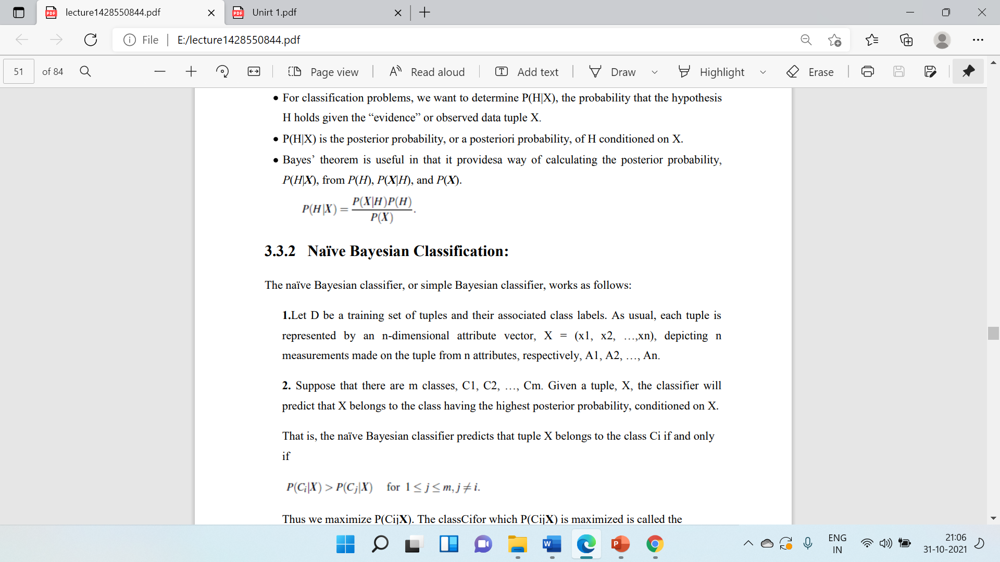 lecture1428550844.pdf
Unirt 1.pdf
File
E:/lecture1428550844.pdf
51 of 84
Page view
Read aloud
Add text
Draw
Highlight
Erase
• For classification problems, we want to determine P(H|X), the probability that the hypothesis
H holds given the “evidence” or observed data tuple X.
• P(H|X) is the posterior probability, or a posteriori probability, of H conditioned on X.
• Bayes’ theorem is useful in that it providesa way of calculating the posterior probability,
P(H|X), from P(H), P(X|H), and P(X).
P(H|X) = P(X|H)P(H) / P(X) .
3.3.2 Naïve Bayesian Classification:
The naïve Bayesian classifier, or simple Bayesian classifier, works as follows:
1.Let D be a training set of tuples and their associated class labels. As usual, each tuple is
represented by an n-dimensional attribute vector, X = (x1, x2, …,xn), depicting n
measurements made on the tuple from n attributes, respectively, A1, A2, …, An.
2. Suppose that there are m classes, C1, C2, …, Cm. Given a tuple, X, the classifier will
predict that X belongs to the class having the highest posterior probability, conditioned on X.
That is, the naïve Bayesian classifier predicts that tuple X belongs to the class Ci if and only
if
P(Ci|X) > P(Cj|X) for 1 ≤ j ≤ m, j ≠ i.
Thus we maximize P(CijX). The classCifor which P(CijX) is maximized is called the
ENG
IN
21:06
31-10-2021